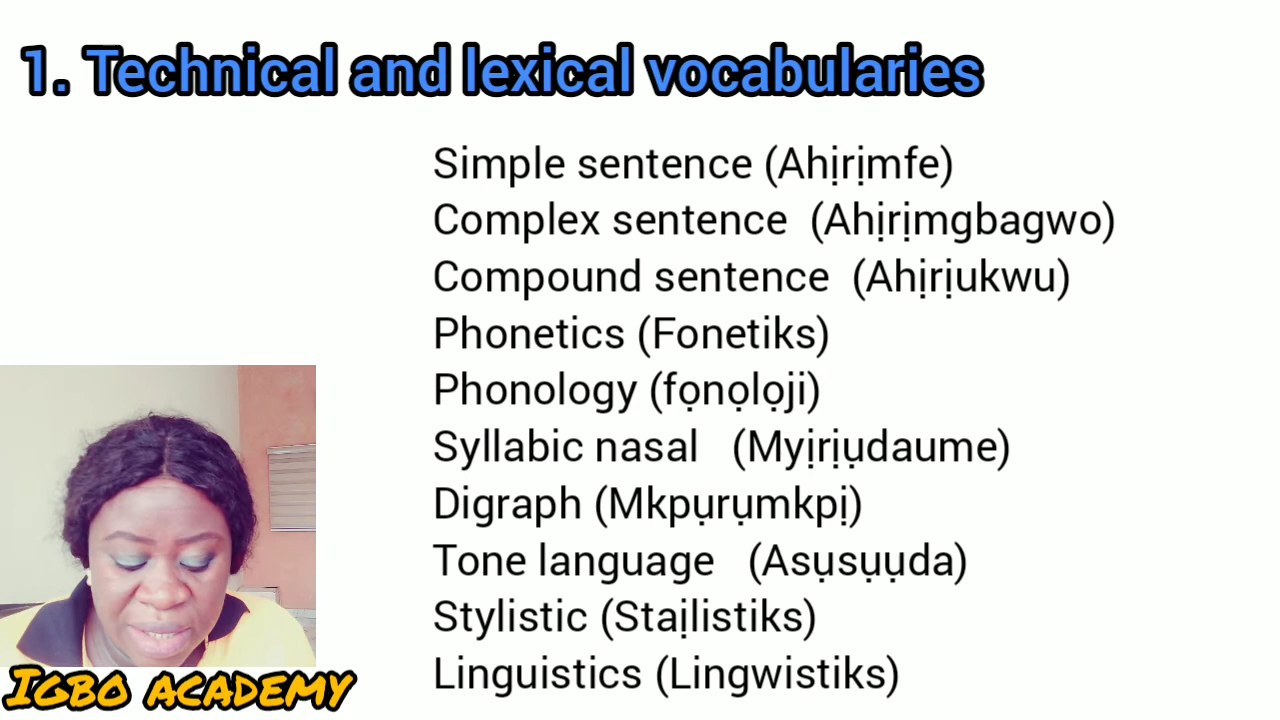 1. Technical and lexical vocabularies
Simple sentence (Ahịrịmfe)
Complex sentence (Ahịrịmgbagwo)
Compound sentence (Ahịrịukwu)
Phonetics (Fonetiks)
Phonology (fọnọlọji)
Syllabic nasal (Myịrịụdaume)
Digraph (Mkpụrụmkpị)
Tone language (Asụsụụda)
Stylistic (Staịlistiks)
Linguistics (Lingwistiks)
IGBO ACADEMY